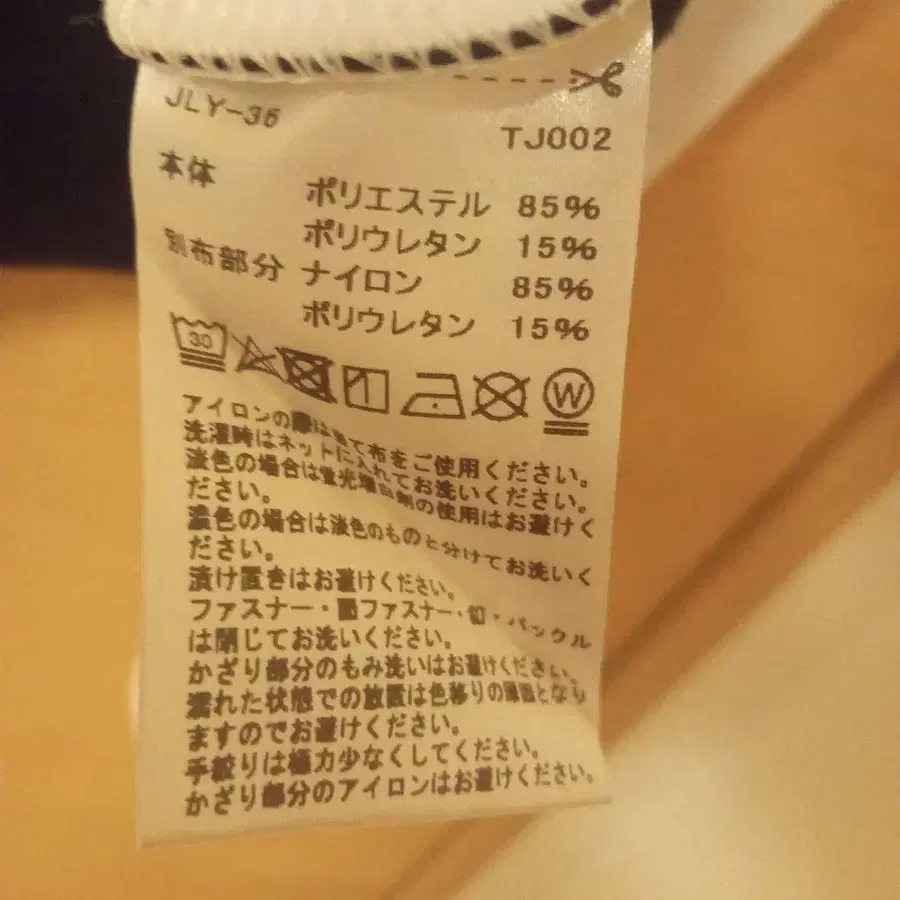 JLY-36
TJ002
本体 ポリエステル 85%
ポリウレタン 15%
別布部分 ナイロン 85%
ポリウレタン 15%
30
W
アイロンの際は当て布をご使用ください。
洗濯時はネットに入れてお洗いください。
淡色の場合は蛍光増白剤の使用はお避けく
ださい。
濃色の場合は淡色のものと分けてお洗いく
ださい。
漬け置きはお避けください。
ファスナー・面ファスナー・釦・バックル
は閉じてお洗いください。
かざり部分のもみ洗いはお避けください。
濡れた状態での放置は色移りの原因となり
ますのでお避けください。
手絞りは極力少なくしてください。
かざり部分のアイロンはお避けください。